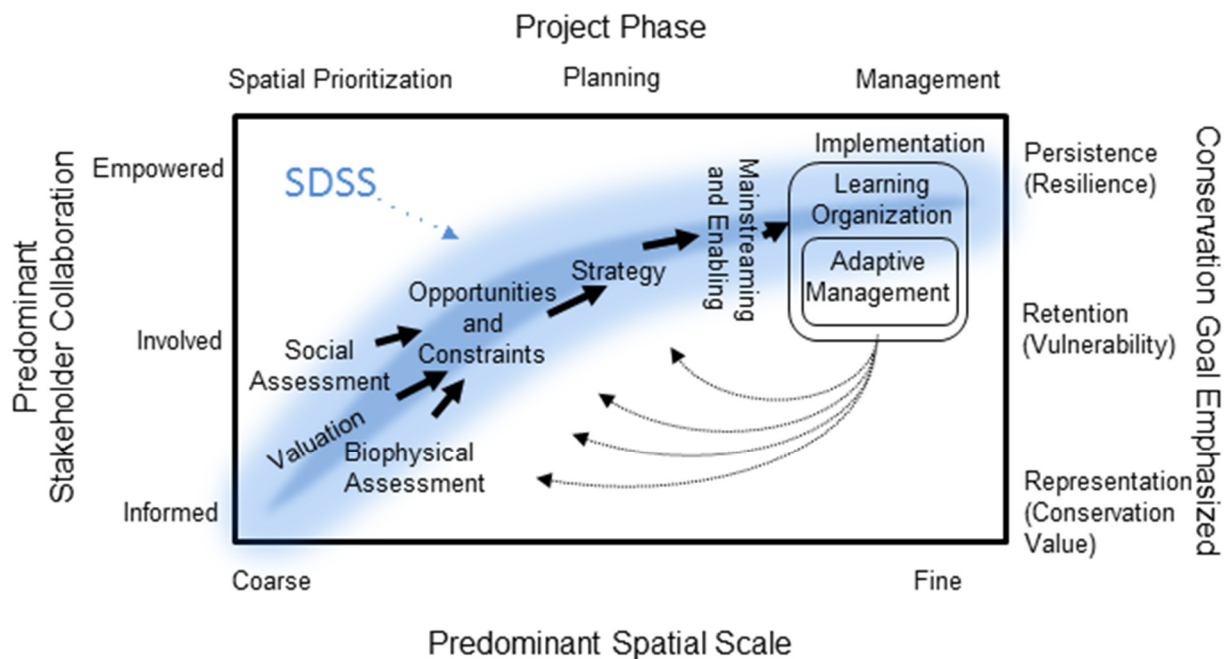 Project Phase
Spatial Prioritization
Planning
Management
Predominant
Stakeholder Collaboration
Empowered
Involved
Informed
SDSS
Social
Assessment
Valuation
Biophysical
Assessment
Opportunities
and
Constraints
Strategy
Mainstreaming
and Enabling
Implementation
Learning
Organization
Adaptive
Management
Persistence
(Resilience)
Retention
(Vulnerability)
Representation
(Conservation
Value)
Conservation Goal Emphasized
Coarse
Fine
Predominant Spatial Scale